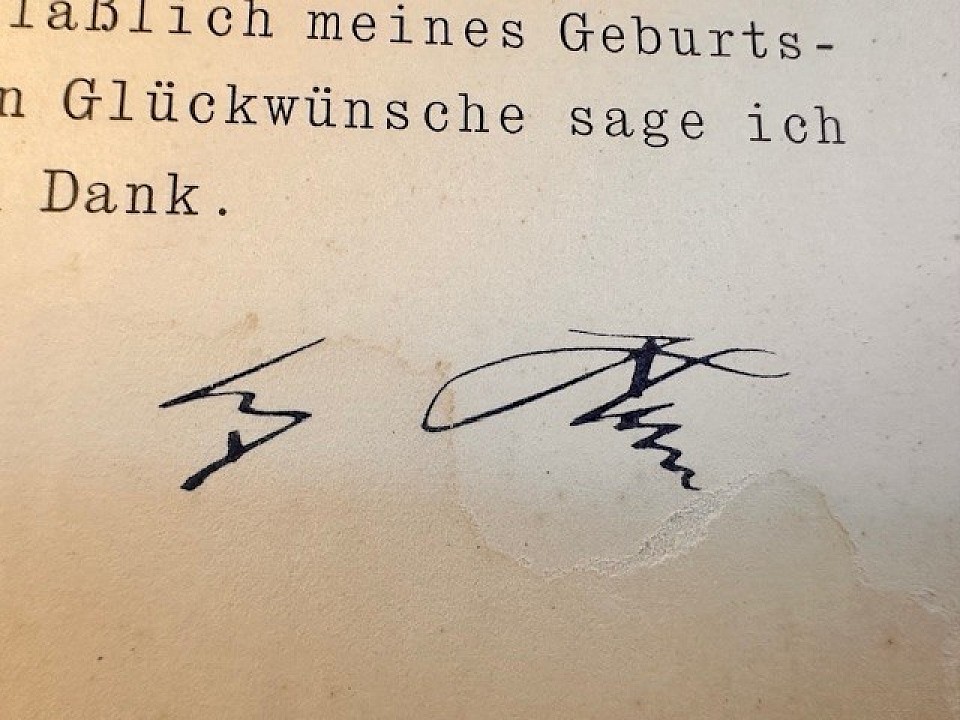 laßlich meines Geburts-
n Glückwünsche sage ich
Dank.